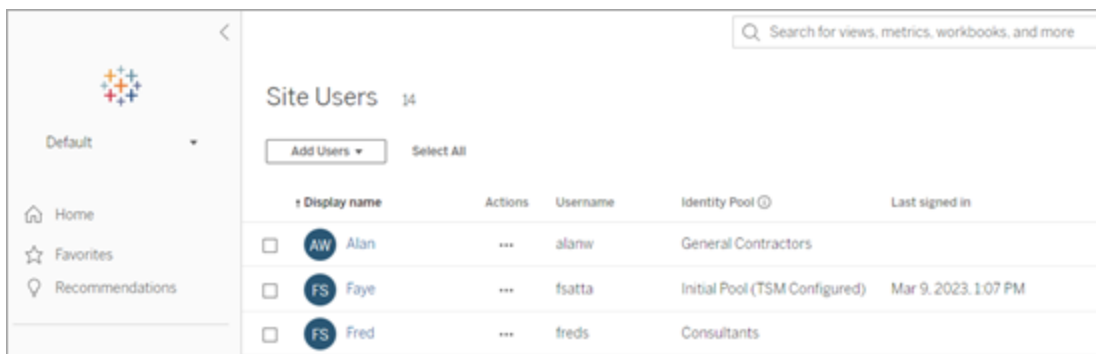 Search for views, metrics, workbooks, and more
Default
Home
Favorites
Recommendations
Site Users 14
Add Users Select All
Display name Actions Username Identity Pool Last signed in
AW Alan ... alanw General Contractors
FS Faye ... fsatta Initial Pool (TSM Configured) Mar 9, 2023, 1:07 PM
FS Fred ... freds Consultants